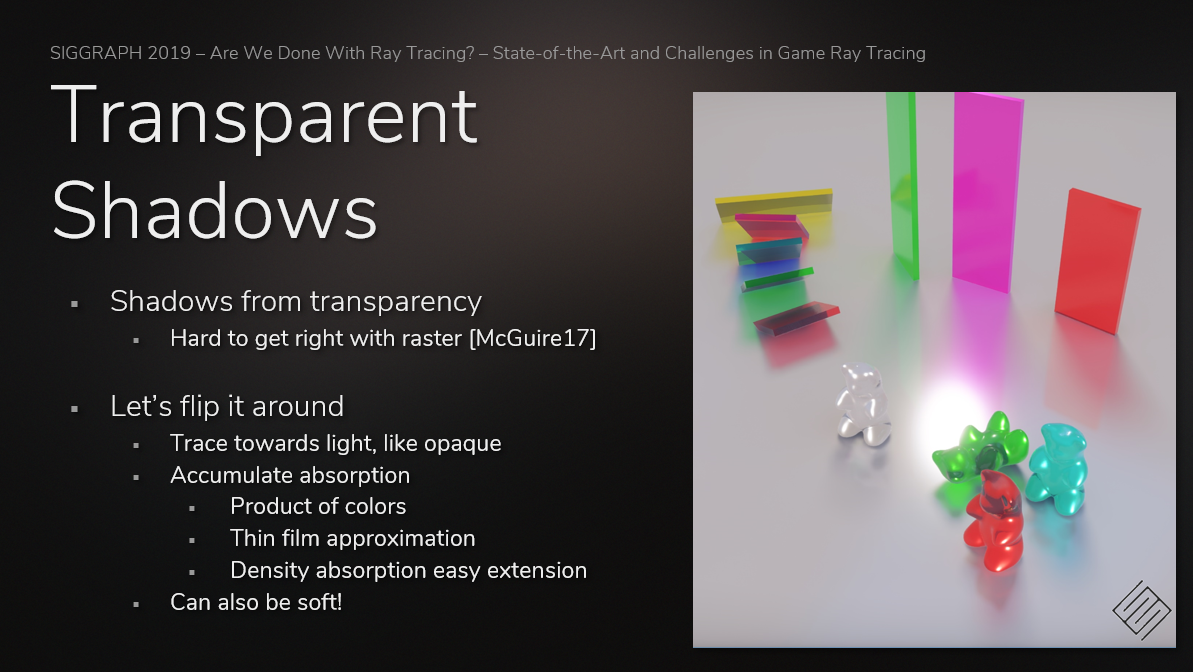 SIGGRAPH 2019 – Are We Done With Ray Tracing? – State-of-the-Art and Challenges in Game Ray Tracing
Transparent
Shadows
▪ Shadows from transparency
▪ Hard to get right with raster [McGuire17]
▪ Let’s flip it around
▪ Trace towards light, like opaque
▪ Accumulate absorption
▪ Product of colors
▪ Thin film approximation
▪ Density absorption easy extension
▪ Can also be soft!